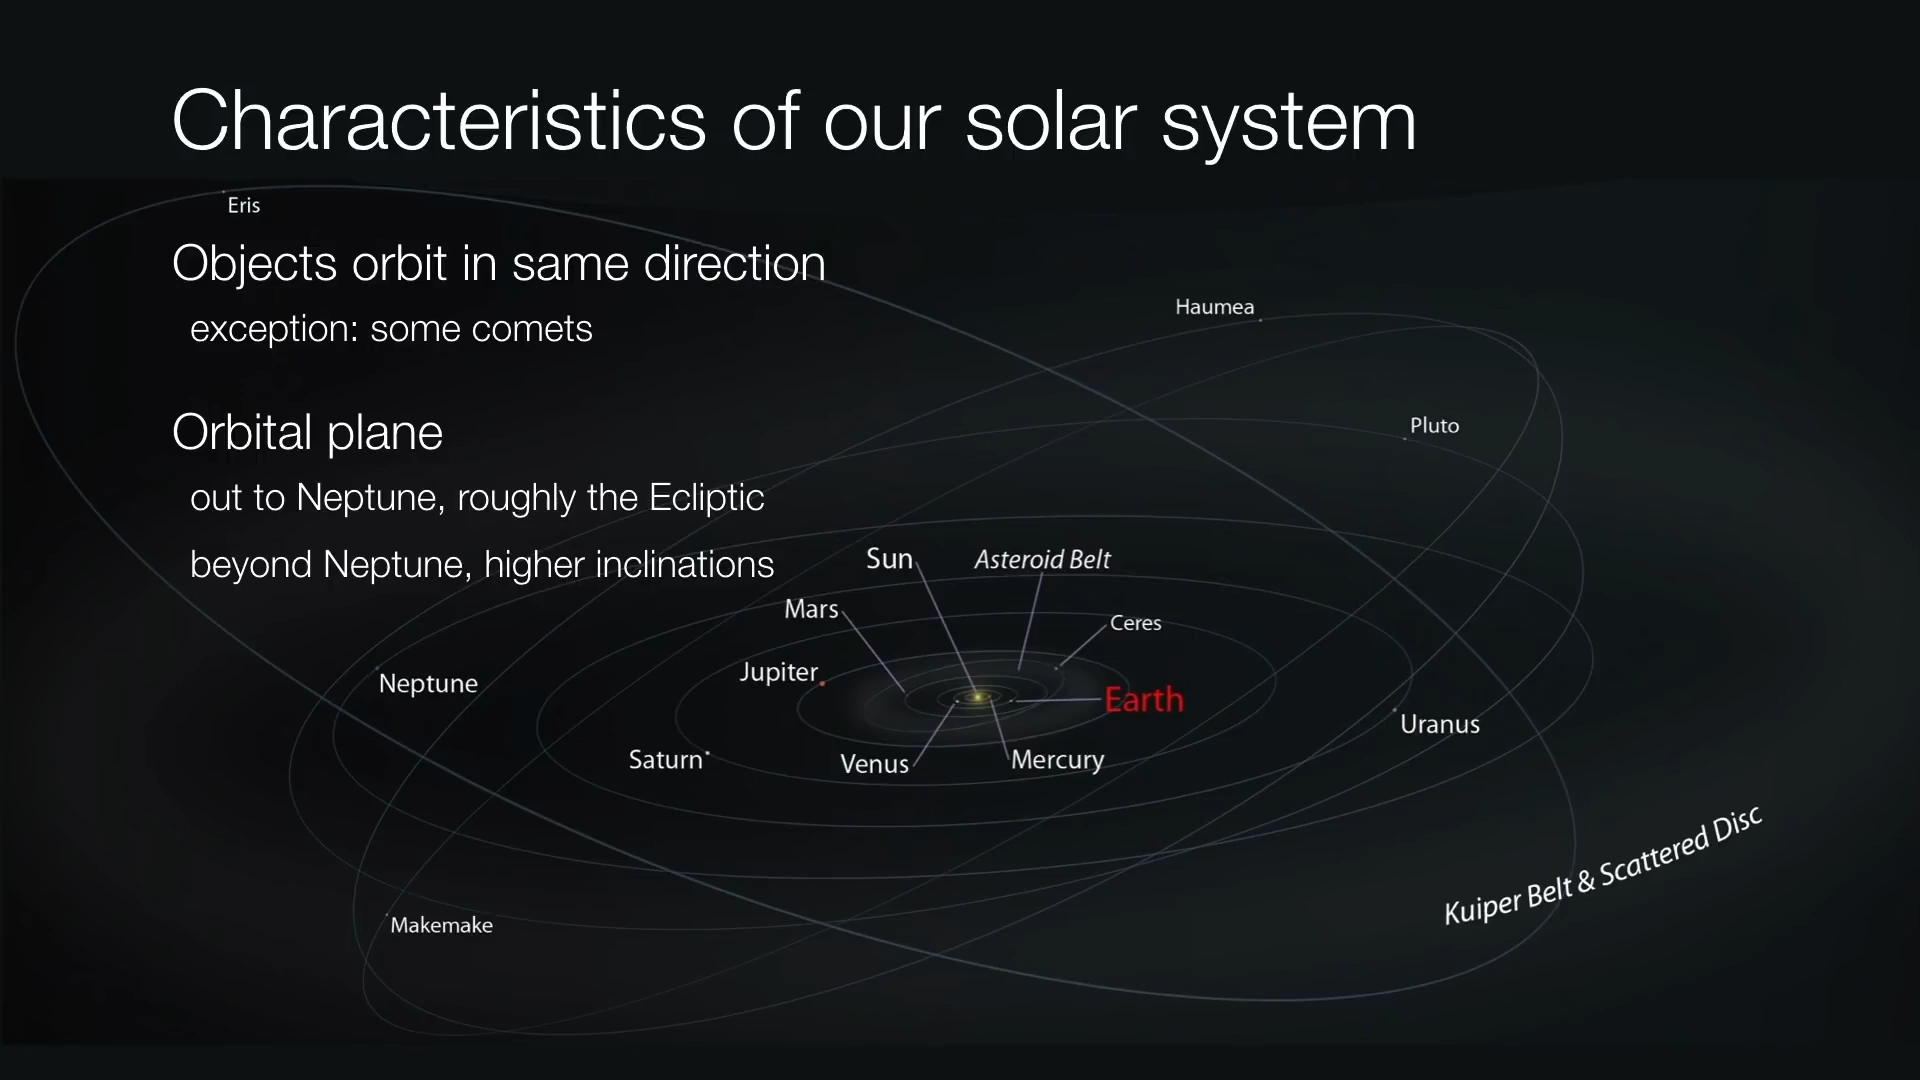 Characteristics of our solar system
Eris
Objects orbit in same direction
exception: some comets
Haumea
Orbital plane
Pluto
out to Neptune, roughly the Ecliptic
beyond Neptune, higher inclinations
Sun
Asteroid Belt
Mars
Ceres
Jupiter
Neptune
Earth
Uranus
Saturn
Venus
Mercury
Kuiper Belt & Scattered Disc
Makemake